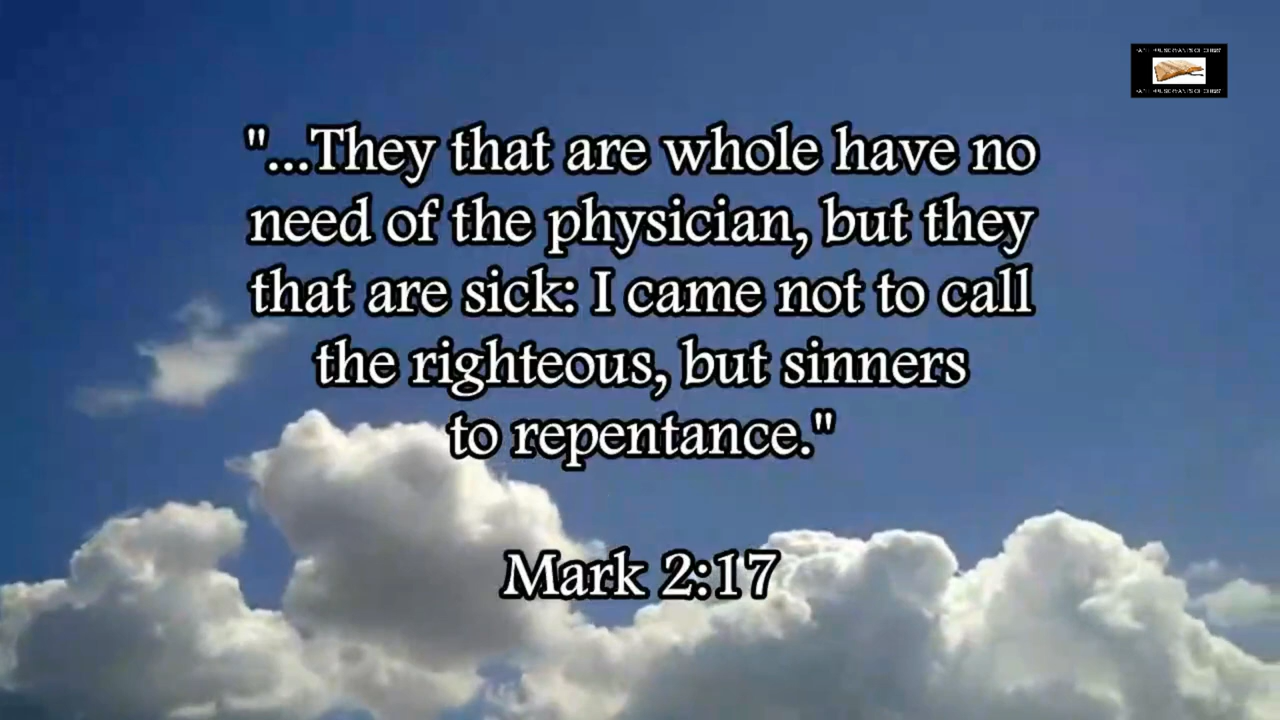 "...They that are whole have no
need of the physician, but they
that are sick: I came not to call
the righteous, but sinners
to repentance."
Mark 2:17